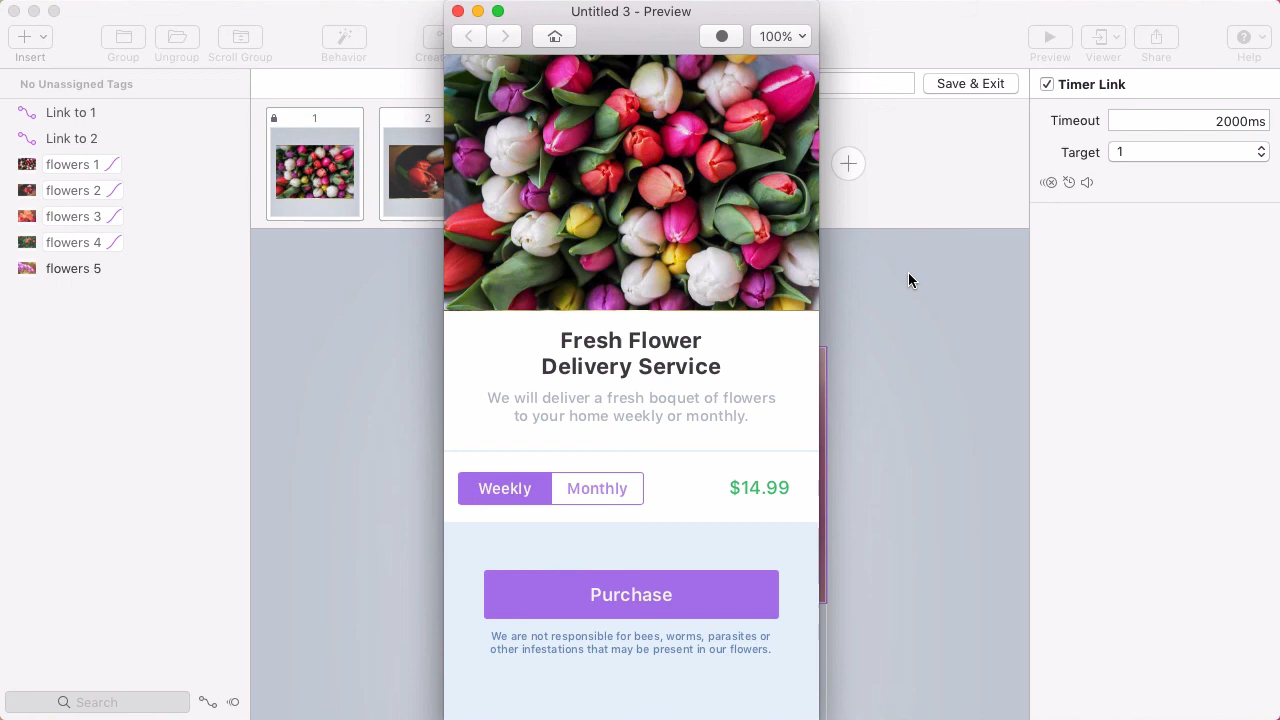 Untitled 3 - Preview
100%
Insert
Group
Ungroup
Scroll Group
Behavior
Preview
Viewer
Share
Help
No Unassigned Tags
Save & Exit
Timer Link
Link to 1
Link to 2
flowers 1
flowers 2
flowers 3
flowers 4
flowers 5
1
2
Timeout
2000ms
Target
1
Fresh Flower
Delivery Service
We will deliver a fresh boquet of flowers
to your home weekly or monthly.
Weekly
Monthly
$14.99
Purchase
We are not responsible for bees, worms, parasites or
other infestations that may be present in our flowers.
Search